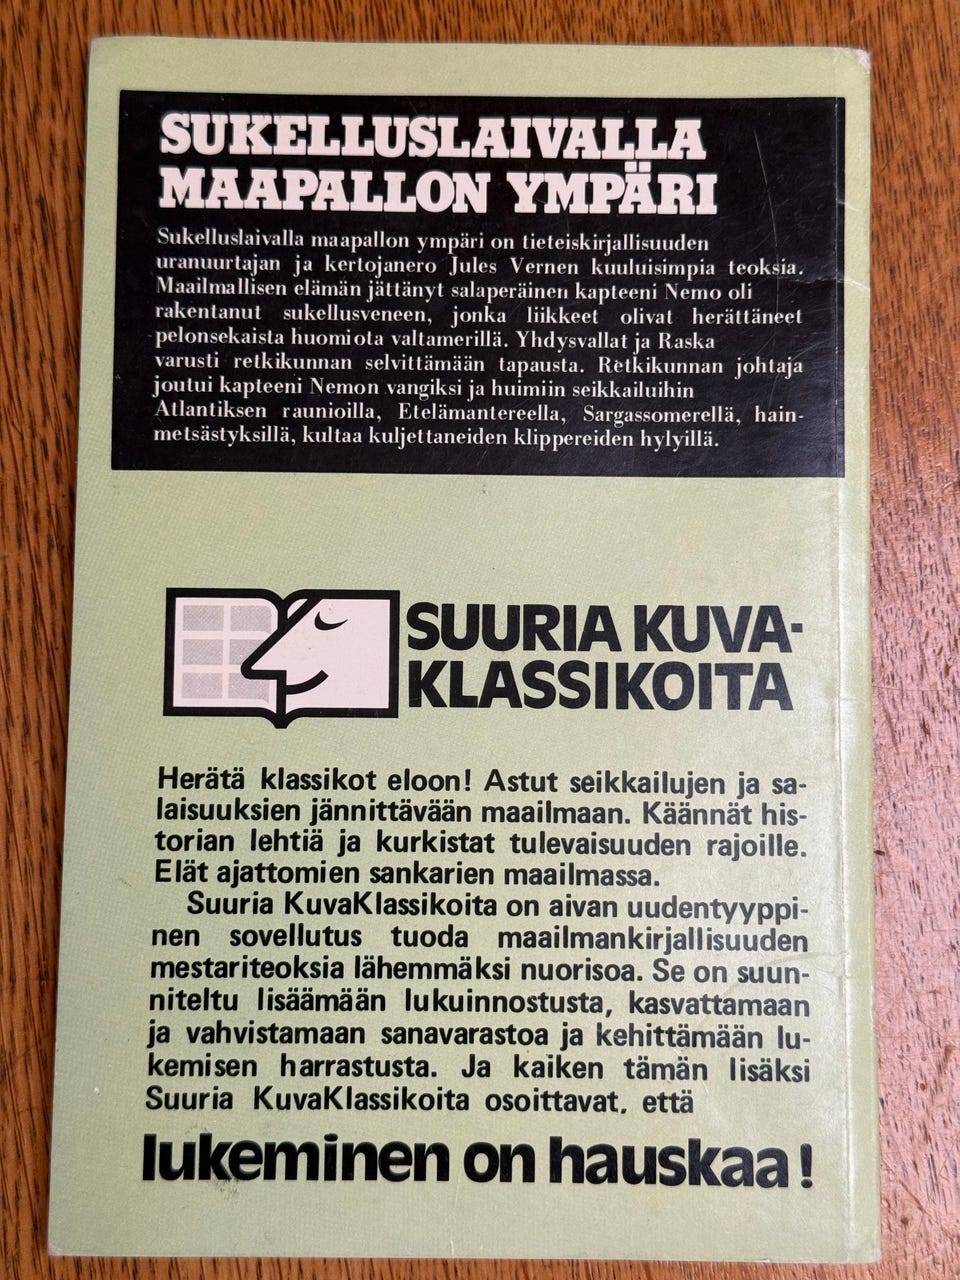 SUKELLUSLAIVALLA
MAAPALLON YMPÄRI
Sukelluslaivalla maapallon ympäri on tieteiskirjallisuuden
uranuurtajan ja kertojanero Jules Vernen kuuluisimpia teoksia.
Maailmallisen elämän jättänyt salaperäinen kapteeni Nemo oli
rakentanut sukellusveneen, jonka liikkeet olivat herättäneet
pelonsekaista huomiota valtamerillä. Yhdysvallat ja Raska
varusti retkikunnan selvittämään tapausta. Retkikunnan johtaja
joutui kapteeni Nemon vangiksi ja huimiin seikkailuihin
Atlantiksen raunioilla, Etelämantereella, Sargassomerellä, hain-
metsästyksillä, kultaa kuljettaneiden klippereiden hylyillä.
SUURIA KUVA-
KLASSIKOITA
Herätä klassikot eloon! Astut seikkailujen ja sa-
laisuuksien jännittävään maailmaan. Käännät his-
torian lehtiä ja kurkistat tulevaisuuden rajoille.
Elät ajattomien sankarien maailmassa.
Suuria KuvaKlassikoita on aivan uudentyyppi-
nen sovellutus tuoda maailmankirjallisuuden
mestariteoksia lähemmäksi nuorisoa. Se on suun-
niteltu lisäämään lukuinnostusta, kasvattamaan
ja vahvistamaan sanavarastoa ja kehittämään lu-
kemisen harrastusta. Ja kaiken tämän lisäksi
Suuria KuvaKlassikoita osoittavat, että
lukeminen on hauskaa!